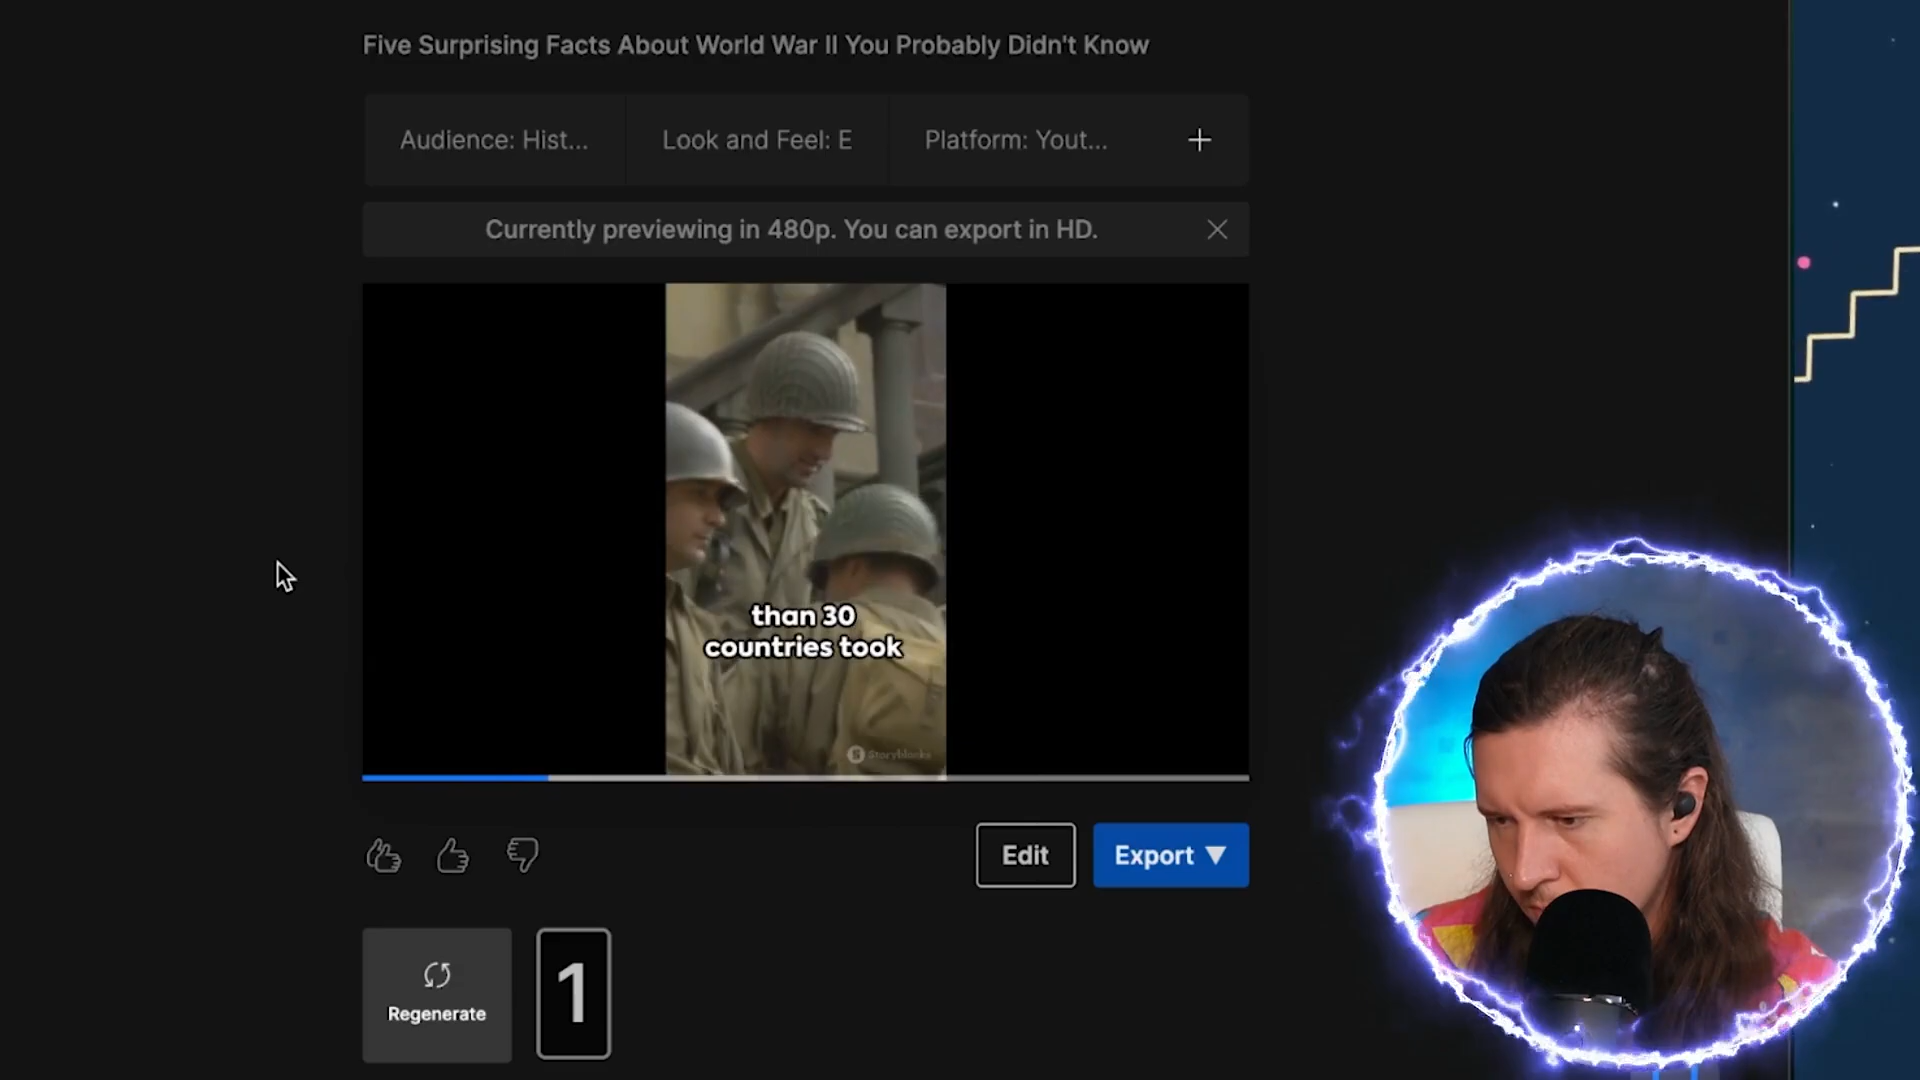 Five Surprising Facts About World War II You Probably Didn't Know
Audience: Hist...
Look and Feel: E
Platform: Yout...
Currently previewing in 480p. You can export in HD.
than 30
countries took
Storyblocks
Edit
Export
Regenerate
1